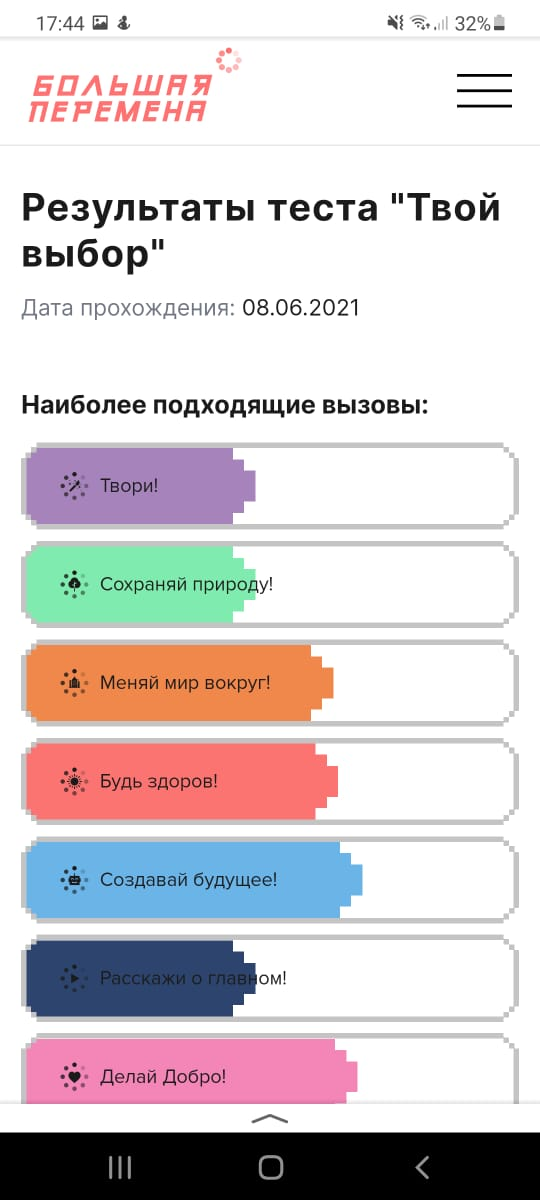 17:44 32%
БОЛЬШАЯ
ПЕРЕМЕНА
Результаты теста "Твой
выбор"
Дата прохождения: 08.06.2021
Наиболее подходящие вызовы:
Твори!
Сохраняй природу!
Меняй мир вокруг!
Будь здоров!
Создавай будущее!
Расскажи о главном!
Делай Добро!